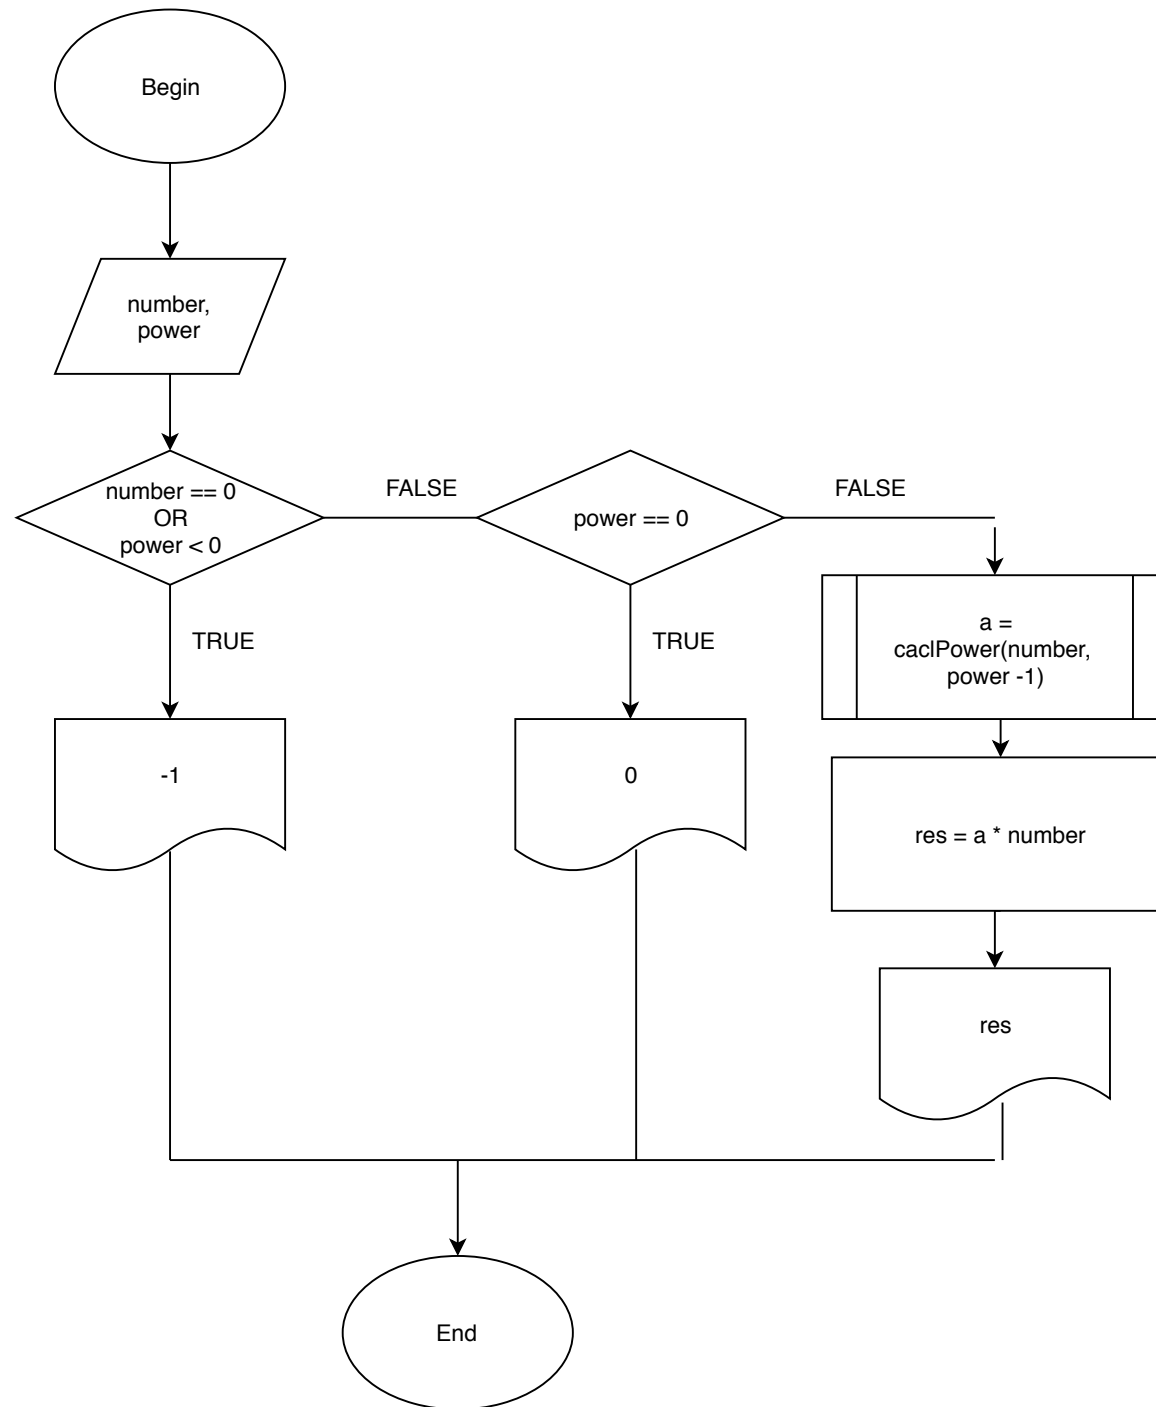 Begin
number,
power
number == 0
OR
power < 0
FALSE
power == 0
FALSE
TRUE
TRUE
a =
caclPower(number,
power -1)
-1
0
res = a * number
res
End